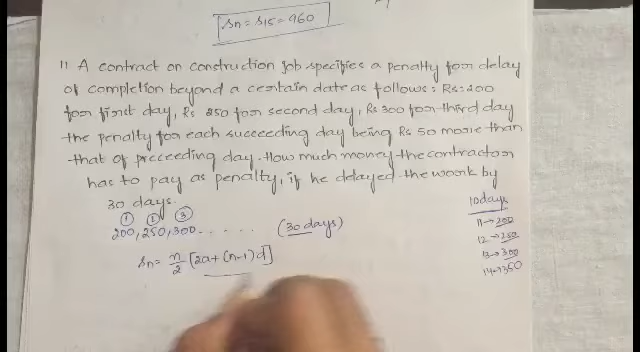 Sn = S15 = 960
11 A contract on construction job specifies a penalty for delay
of completion beyond a certain date as follows: Rs. 200
for first day, Rs 250 for second day, Rs 300 for third day
the penalty for each succeeding day being Rs 50 more than
that of preceeding day. How much money the contractor
has to pay as penalty, if he delayed the work by
30 days.
① ② ③
200, 250, 300 . . . . . (30 days)
Sn = n/2 [2a + (n-1)d]
10 days
11 → 200
12 → 250
13 → 300
14 → 350